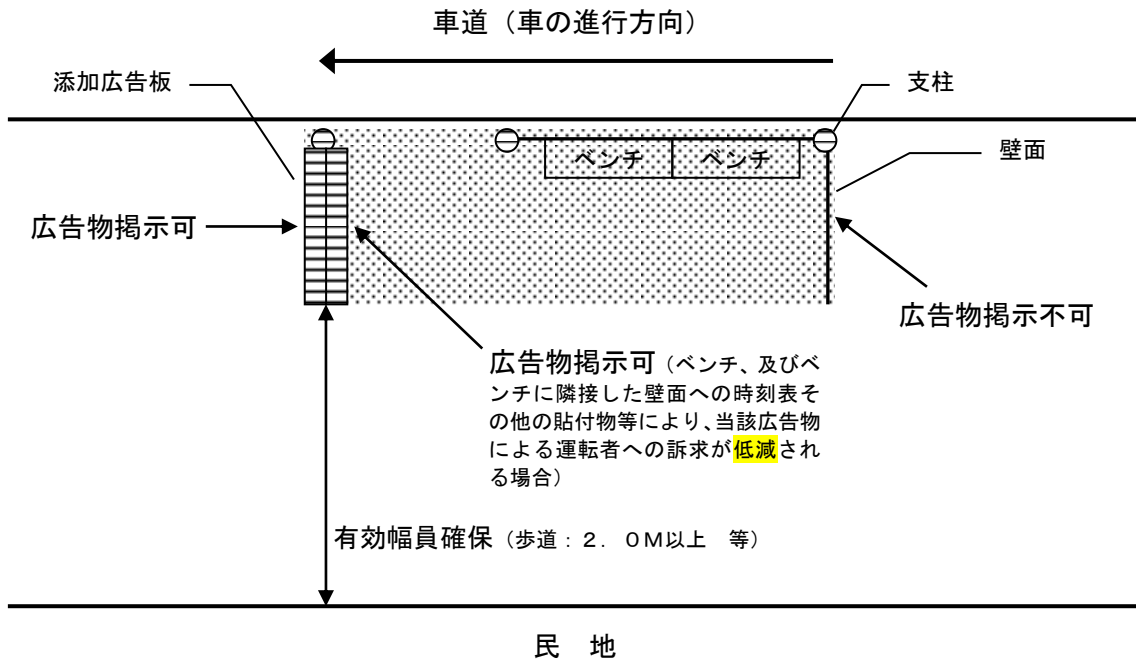 車道（車の進行方向）
添加広告板
支柱
ベンチ
ベンチ
壁面
広告物掲示可
広告物掲示不可
広告物掲示可（ベンチ、及びベ
ンチに隣接した壁面への時刻表そ
の他の貼付物等により、当該広告物
による運転者への訴求が低減され
る場合）
有効幅員確保（歩道：２．０Ｍ以上　等）
民　地